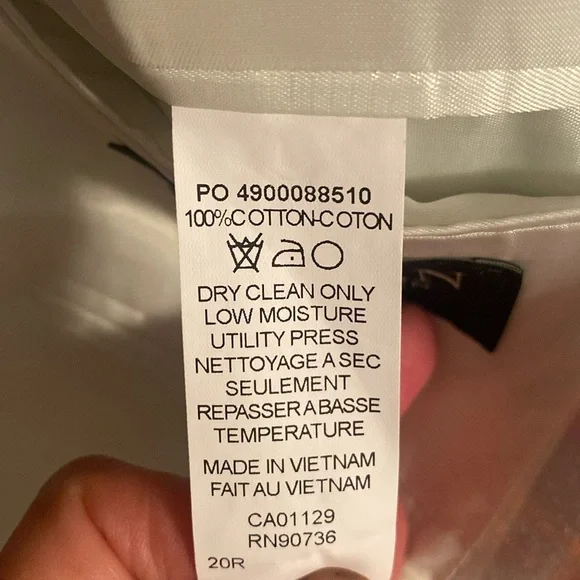 PO 4900088510
100%COTTON-COTON
DRY CLEAN ONLY
LOW MOISTURE
UTILITY PRESS
NETTOYAGE A SEC
SEULEMENT
REPASSER A BASSE
TEMPERATURE
MADE IN VIETNAM
FAIT AU VIETNAM
CA01129
RN90736
20R